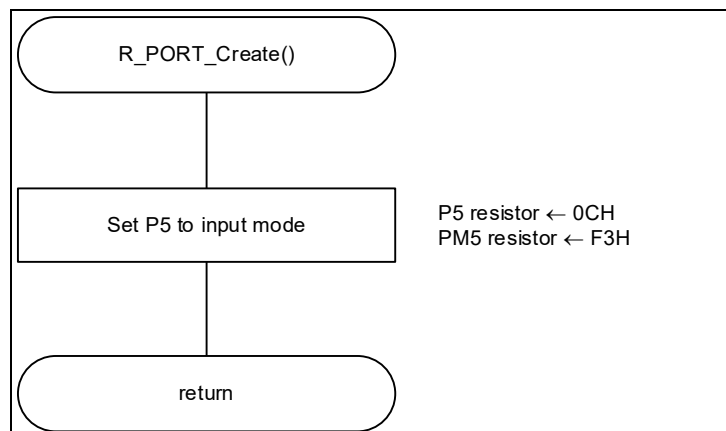 R_PORT_Create()
Set P5 to input mode
P5 resistor ← 0CH
PM5 resistor ← F3H
return